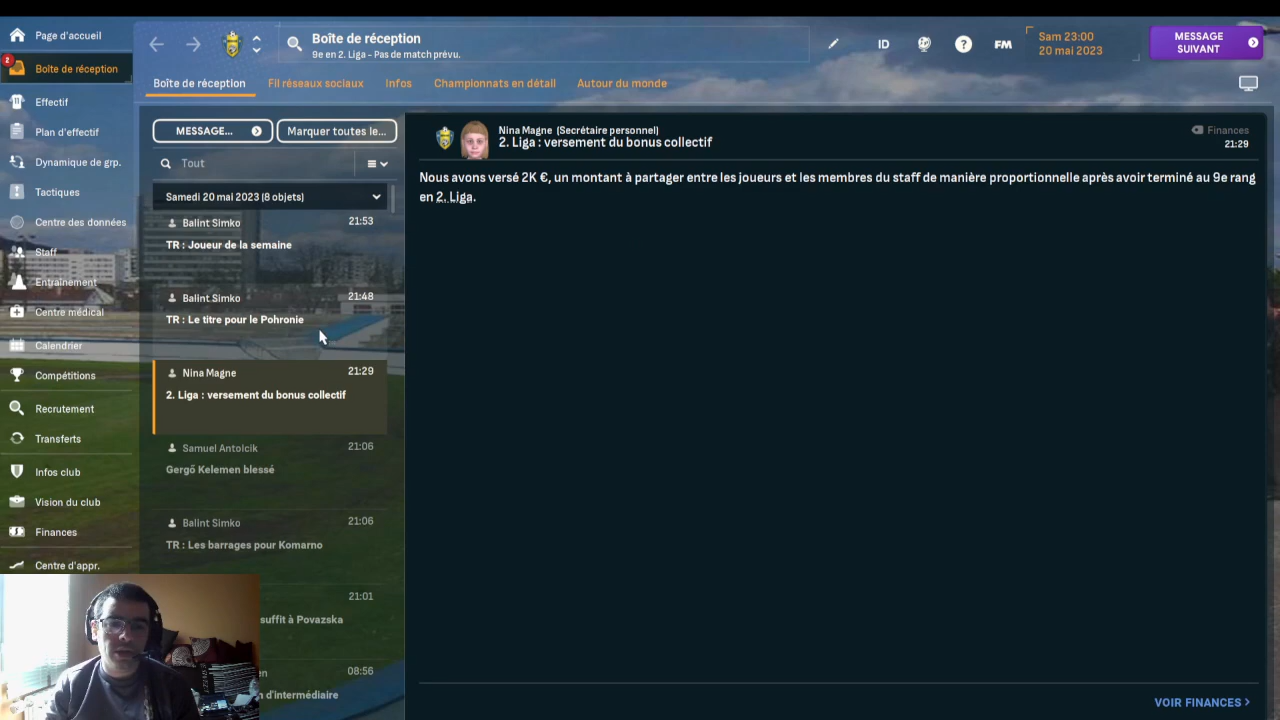 Page d'accueil
2
Boîte de réception
Effectif
Plan d'effectif
Dynamique de grp.
Tactiques
Centre des données
Staff
Entraînement
Centre médical
Calendrier
Compétitions
Recrutement
Transferts
Infos club
Vision du club
Finances
Centre d'appr.
Boîte de réception
9e en 2. Liga - Pas de match prévu.
ID
?
FM
Sam 23:00
20 mai 2023
MESSAGE
SUIVANT
Boîte de réception Fil réseaux sociaux Infos Championnats en détail Autour du monde
MESSAGE... Marquer toutes le...
Tout
Samedi 20 mai 2023 (8 objets)
Balint Simko 21:53
TR : Joueur de la semaine
Balint Simko 21:48
TR : Le titre pour le Pohronie
Nina Magne 21:29
2. Liga : versement du bonus collectif
Samuel Antolcik 21:06
Gergő Kelemen blessé
Balint Simko 21:06
TR : Les barrages pour Komarno
21:01
suffit à Povazska
08:56
d'intermédiaire
Nina Magne (Secrétaire personnel)
2. Liga : versement du bonus collectif
Finances
21:29
Nous avons versé 2K €, un montant à partager entre les joueurs et les membres du staff de manière proportionnelle après avoir terminé au 9e rang
en 2. Liga.
VOIR FINANCES >